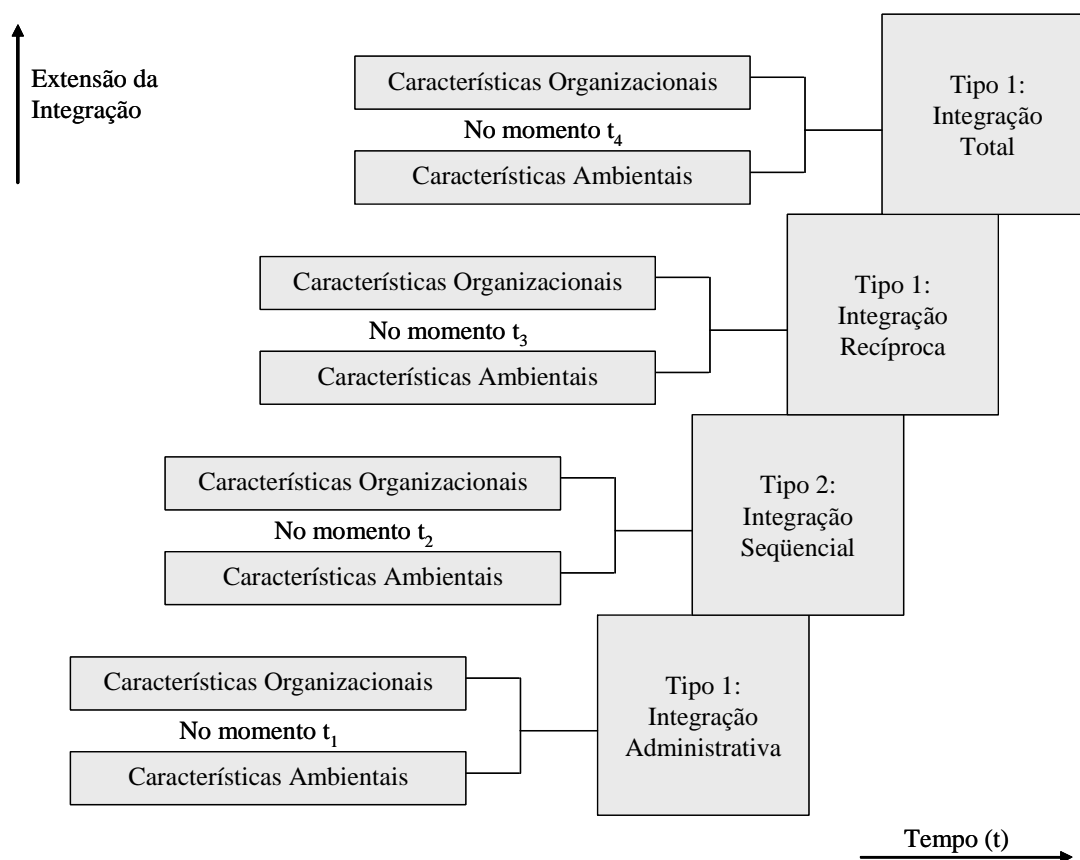 Extensão da
Integração
Características Organizacionais
No momento t₄
Características Ambientais
Tipo 1:
Integração
Total
Características Organizacionais
No momento t₃
Características Ambientais
Tipo 1:
Integração
Recíproca
Características Organizacionais
No momento t₂
Características Ambientais
Tipo 2:
Integração
Seqüencial
Características Organizacionais
No momento t₁
Características Ambientais
Tipo 1:
Integração
Administrativa
Tempo (t)